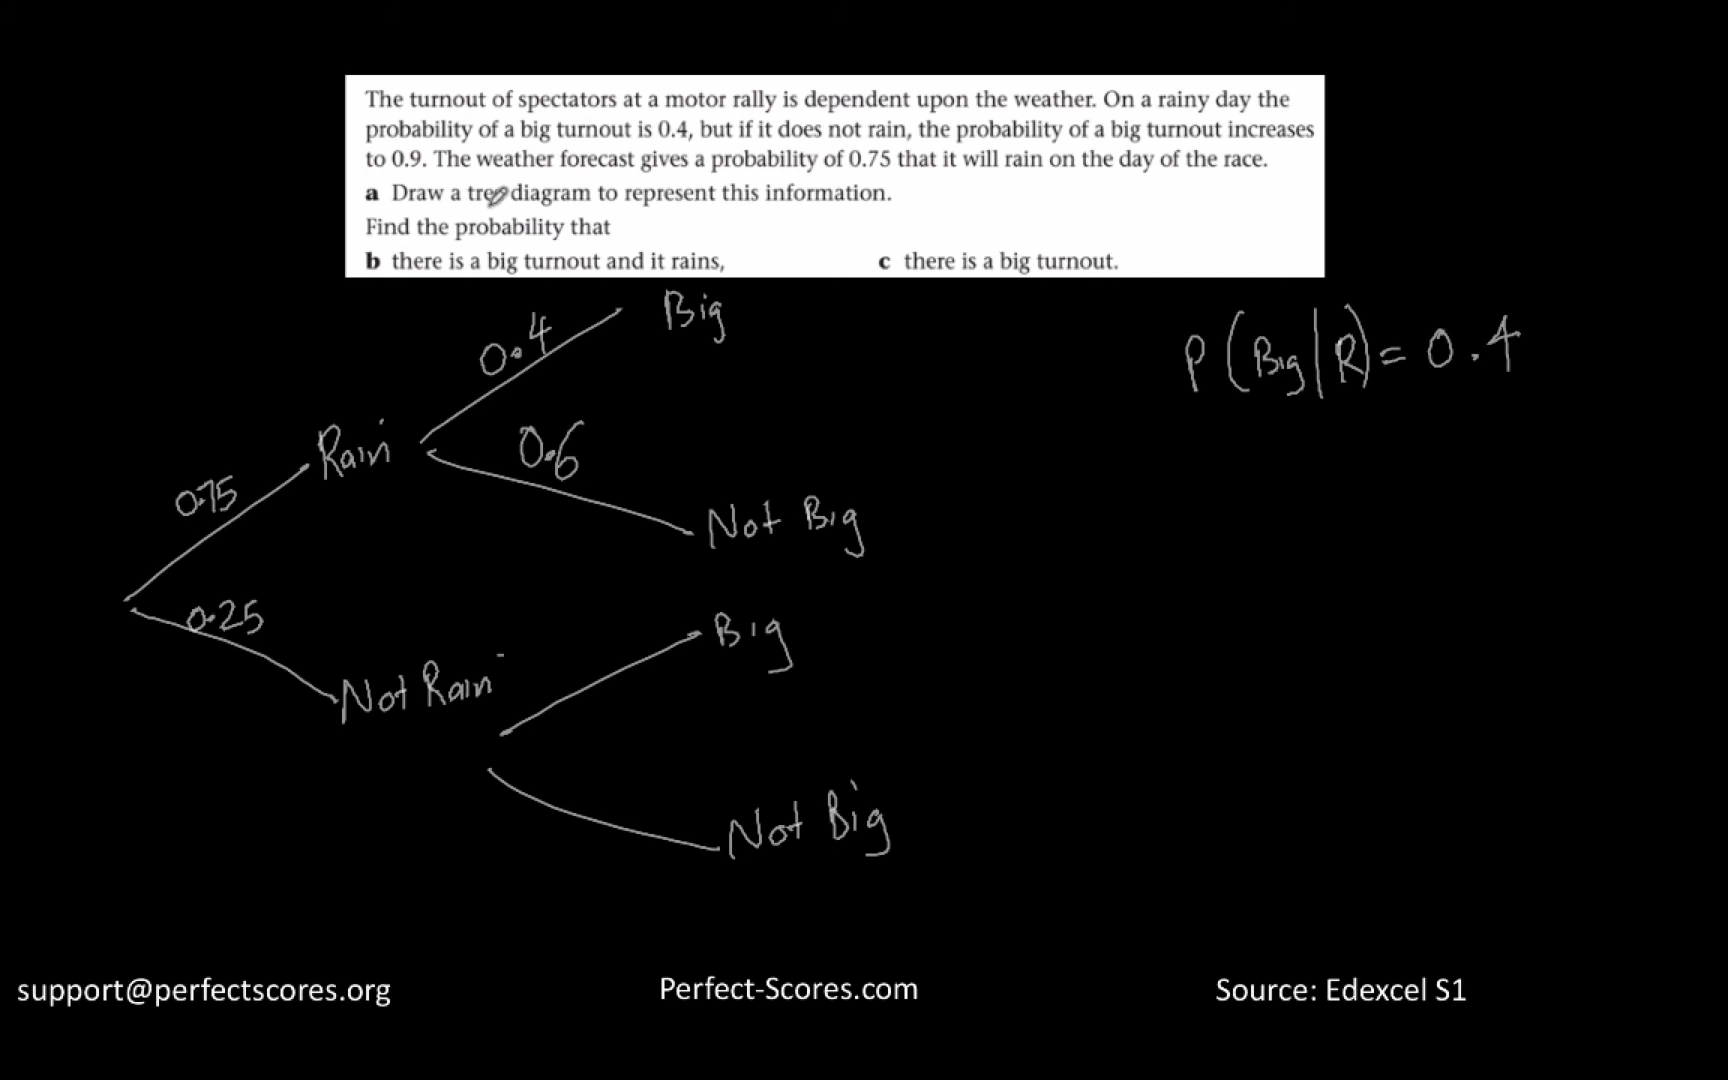 The turnout of spectators at a motor rally is dependent upon the weather. On a rainy day the
probability of a big turnout is 0.4, but if it does not rain, the probability of a big turnout increases
to 0.9. The weather forecast gives a probability of 0.75 that it will rain on the day of the race.
a Draw a tree diagram to represent this information.
Find the probability that
b there is a big turnout and it rains, c there is a big turnout.
0.4 Big
P(Big|R)=0.4
0.75 Rain
0.6 Not Big
0.25 Not Rain
Big
Not Big
support@perfectscores.org Perfect-Scores.com Source: Edexcel S1